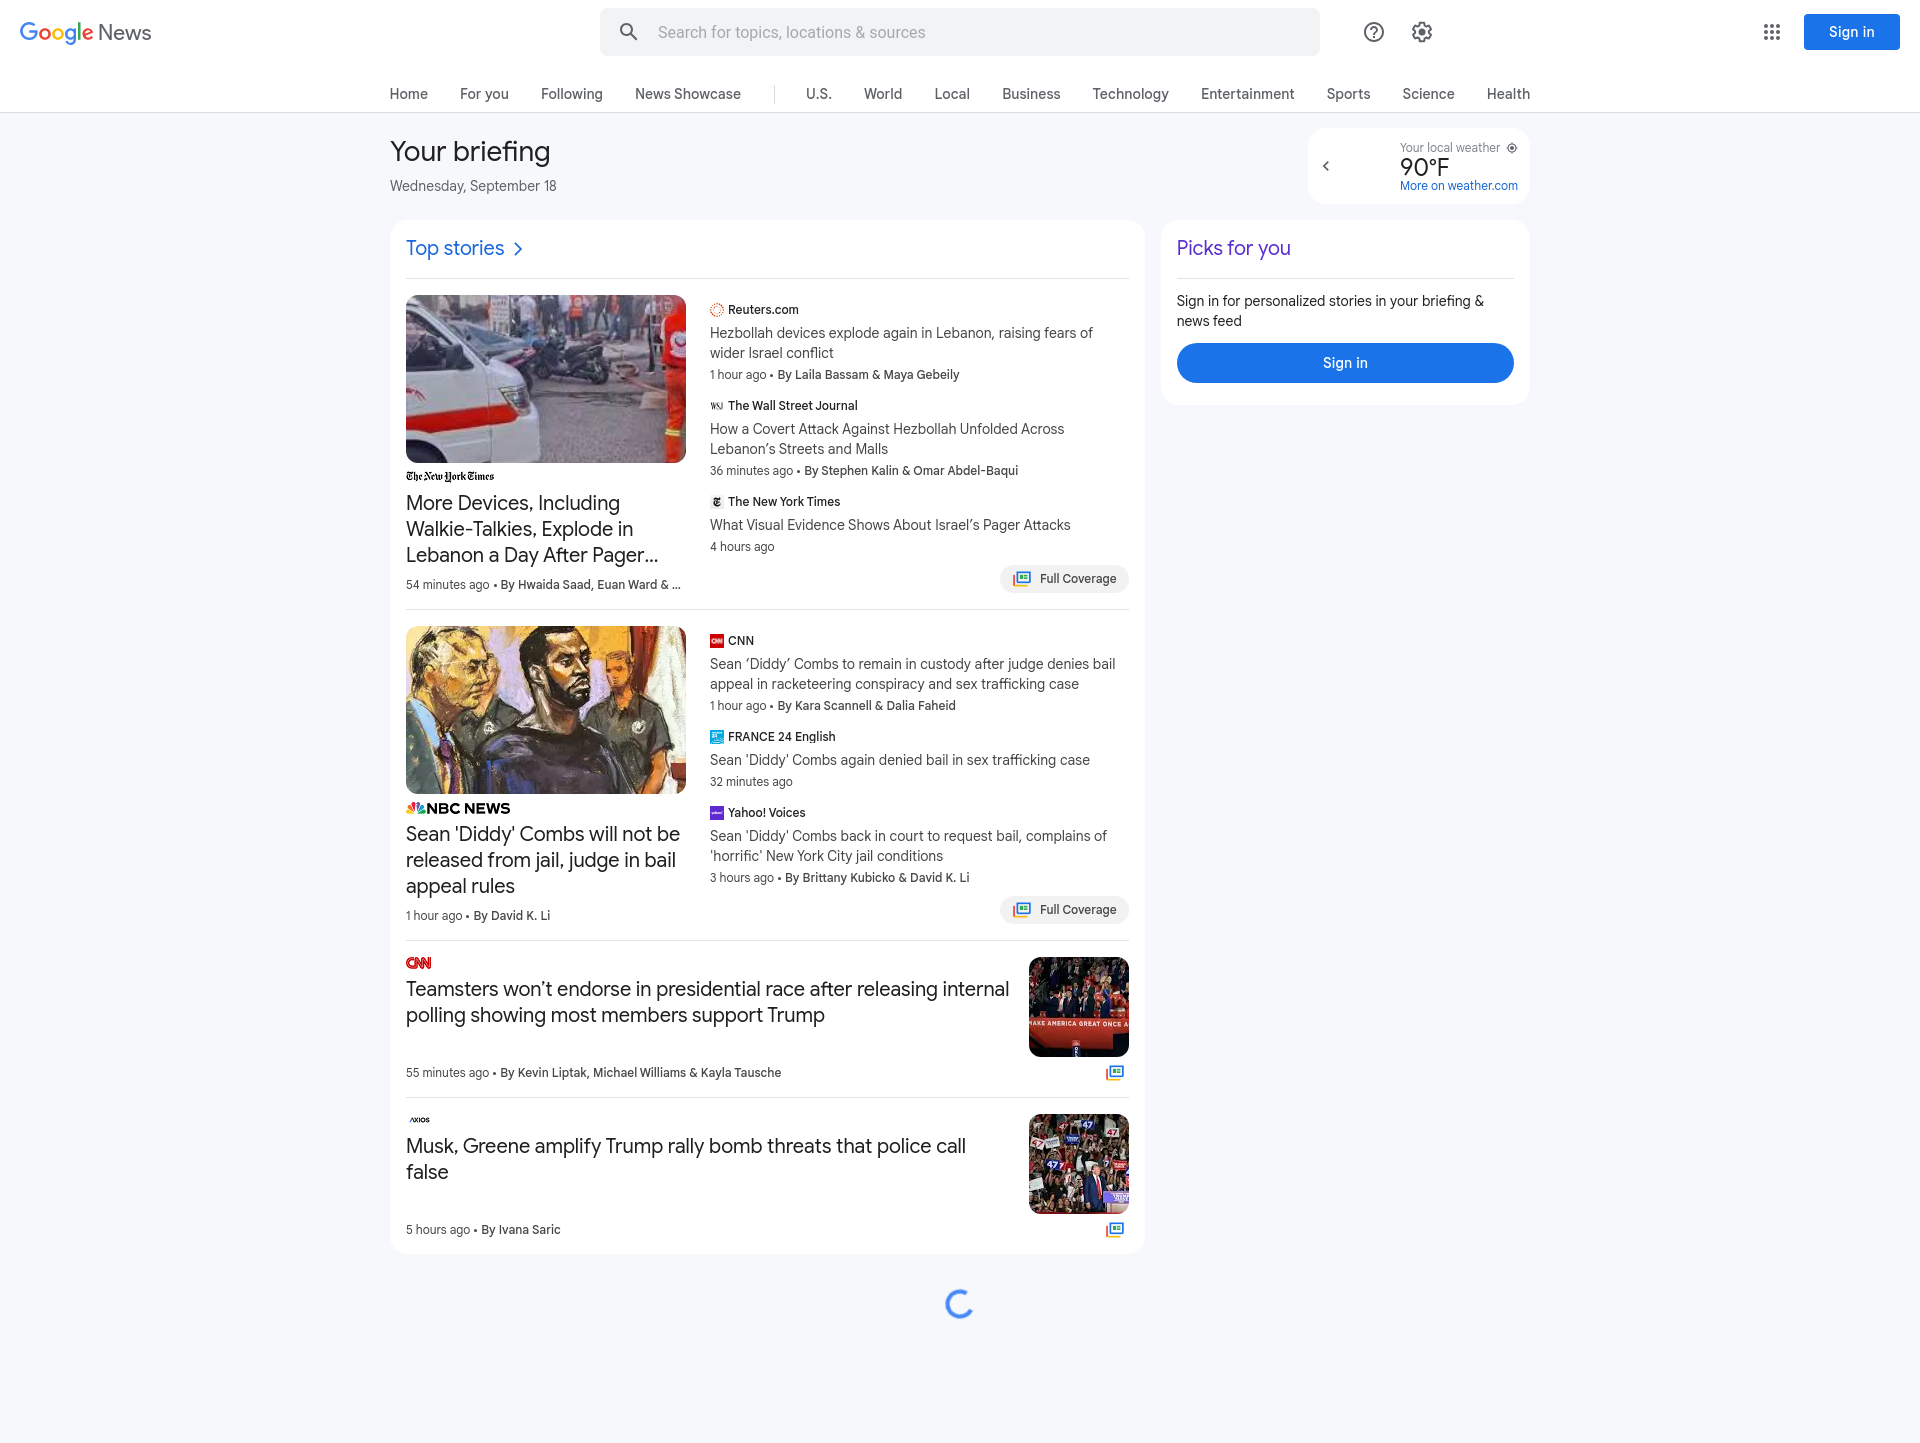 Google News
Search for topics, locations & sources
Sign in
Home
For you
Following
News Showcase
U.S.
World
Local
Business
Technology
Entertainment
Sports
Science
Health
Your briefing
Wednesday, September 18
Your local weather
90°F
More on weather.com
Top stories
The New York Times
More Devices, Including
Walkie-Talkies, Explode in
Lebanon a Day After Pager...
54 minutes ago • By Hwaida Saad, Euan Ward & ...
Reuters.com
Hezbollah devices explode again in Lebanon, raising fears of
wider Israel conflict
1 hour ago • By Laila Bassam & Maya Gebeily
WSJ The Wall Street Journal
How a Covert Attack Against Hezbollah Unfolded Across
Lebanon’s Streets and Malls
36 minutes ago • By Stephen Kalin & Omar Abdel-Baqui
The New York Times
What Visual Evidence Shows About Israel’s Pager Attacks
4 hours ago
Full Coverage
NBC NEWS
Sean 'Diddy' Combs will not be
released from jail, judge in bail
appeal rules
1 hour ago • By David K. Li
CNN CNN
Sean ‘Diddy’ Combs to remain in custody after judge denies bail
appeal in racketeering conspiracy and sex trafficking case
1 hour ago • By Kara Scannell & Dalia Faheid
FRANCE 24 English
Sean 'Diddy' Combs again denied bail in sex trafficking case
32 minutes ago
Yahoo! Voices
Sean 'Diddy' Combs back in court to request bail, complains of
'horrific' New York City jail conditions
3 hours ago • By Brittany Kubicko & David K. Li
Full Coverage
CNN
Teamsters won’t endorse in presidential race after releasing internal
polling showing most members support Trump
55 minutes ago • By Kevin Liptak, Michael Williams & Kayla Tausche
MAKE AMERICA GREAT ONCE A
AXIOS
Musk, Greene amplify Trump rally bomb threats that police call
false
5 hours ago • By Ivana Saric
47
47
47
47
Picks for you
Sign in for personalized stories in your briefing &
news feed
Sign in